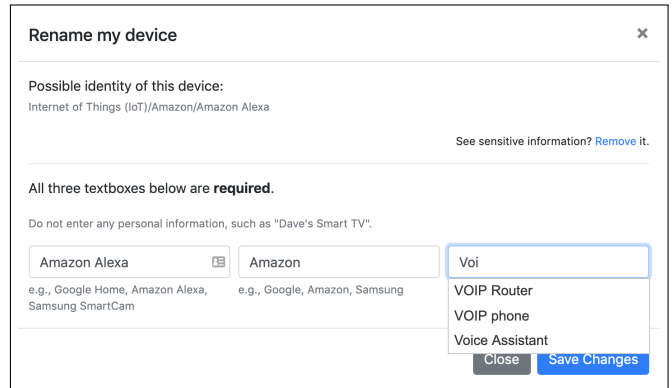 Rename my device
×
Possible identity of this device:
Internet of Things (IoT)/Amazon/Amazon Alexa
See sensitive information? Remove it.
All three textboxes below are required.
Do not enter any personal information, such as "Dave's Smart TV".
Amazon Alexa
Amazon
Voi
e.g., Google Home, Amazon Alexa,
Samsung SmartCam
e.g., Google, Amazon, Samsung
VOIP Router
VOIP phone
Voice Assistant
Close
Save Changes